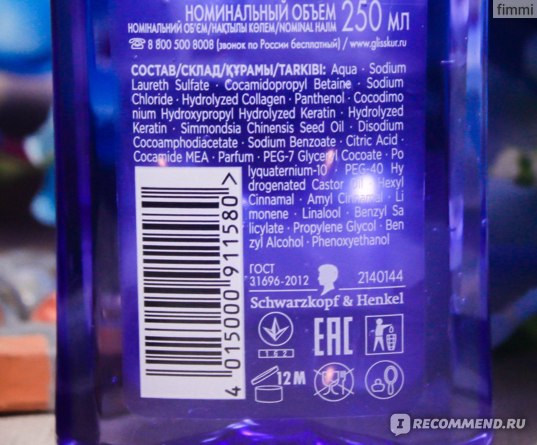 fimmi
НОМИНАЛЬНЫЙ ОБЪЕМ
НОМІНАЛЬНИЙ ОБ'ЄМ/НАҚТЫЛЫ КӨЛЕМ/NOMINAL HAJM
250 МЛ
8 800 500 8008 (звонок по России бесплатный) / www.glisskur.ru
СОСТАВ/СКЛАД/ҚҰРАМЫ/TARKIBI: Aqua · Sodium
Laureth Sulfate · Cocamidopropyl Betaine · Sodium
Chloride · Hydrolyzed Collagen · Panthenol · Cocodimo
nium Hydroxypropyl Hydrolyzed Keratin · Hydrolyzed
Keratin · Simmondsia Chinensis Seed Oil · Disodium
Cocoamphodiacetate · Sodium Benzoate · Citric Acid ·
Cocamide MEA · Parfum · PEG-7 Glyceryl Cocoate · Po
lyquaternium-10 · PEG-40 Hy
drogenated Castor Oil · Hexyl
Cinnamal · Amyl Cinnamal · Li
monene · Linalool · Benzyl Sa
licylate · Propylene Glycol · Ben
zyl Alcohol · Phenoxyethanol
4 015000 911580 >
ГОСТ
31696-2012
2140144
Schwarzkopf & Henkel
EAC
12 M
I RECOMMEND.RU